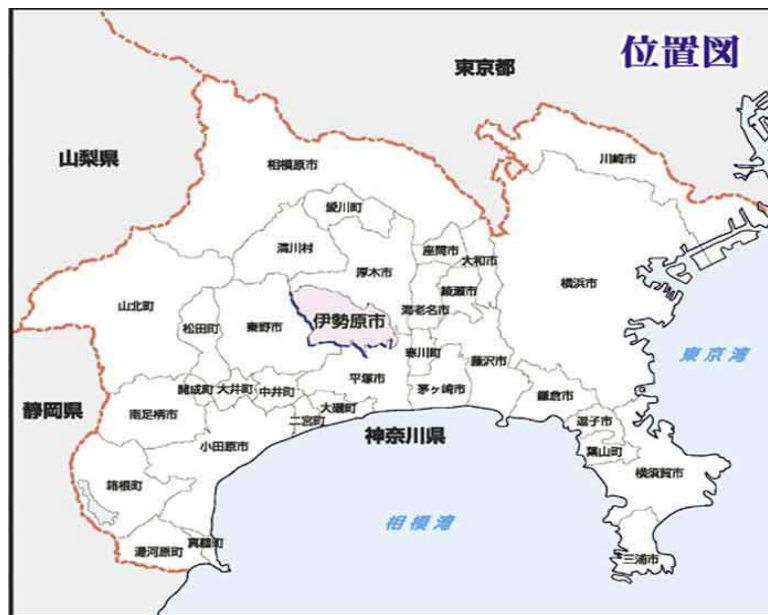 位置図
東京都
山梨県
川崎市
相模原市
愛川町
清川村
座間市
大和市
厚木市
横浜市
綾瀬市
山北町
海老名市
伊勢原市
松田町
秦野市
寒川町
東京湾
藤沢市
平塚市
開成町
大井町
中井町
茅ヶ崎市
鎌倉市
静岡県
南足柄市
大磯町
二宮町
逗子市
神奈川県
小田原市
葉山町
箱根町
横須賀市
相模湾
真鶴町
湯河原町
三浦市